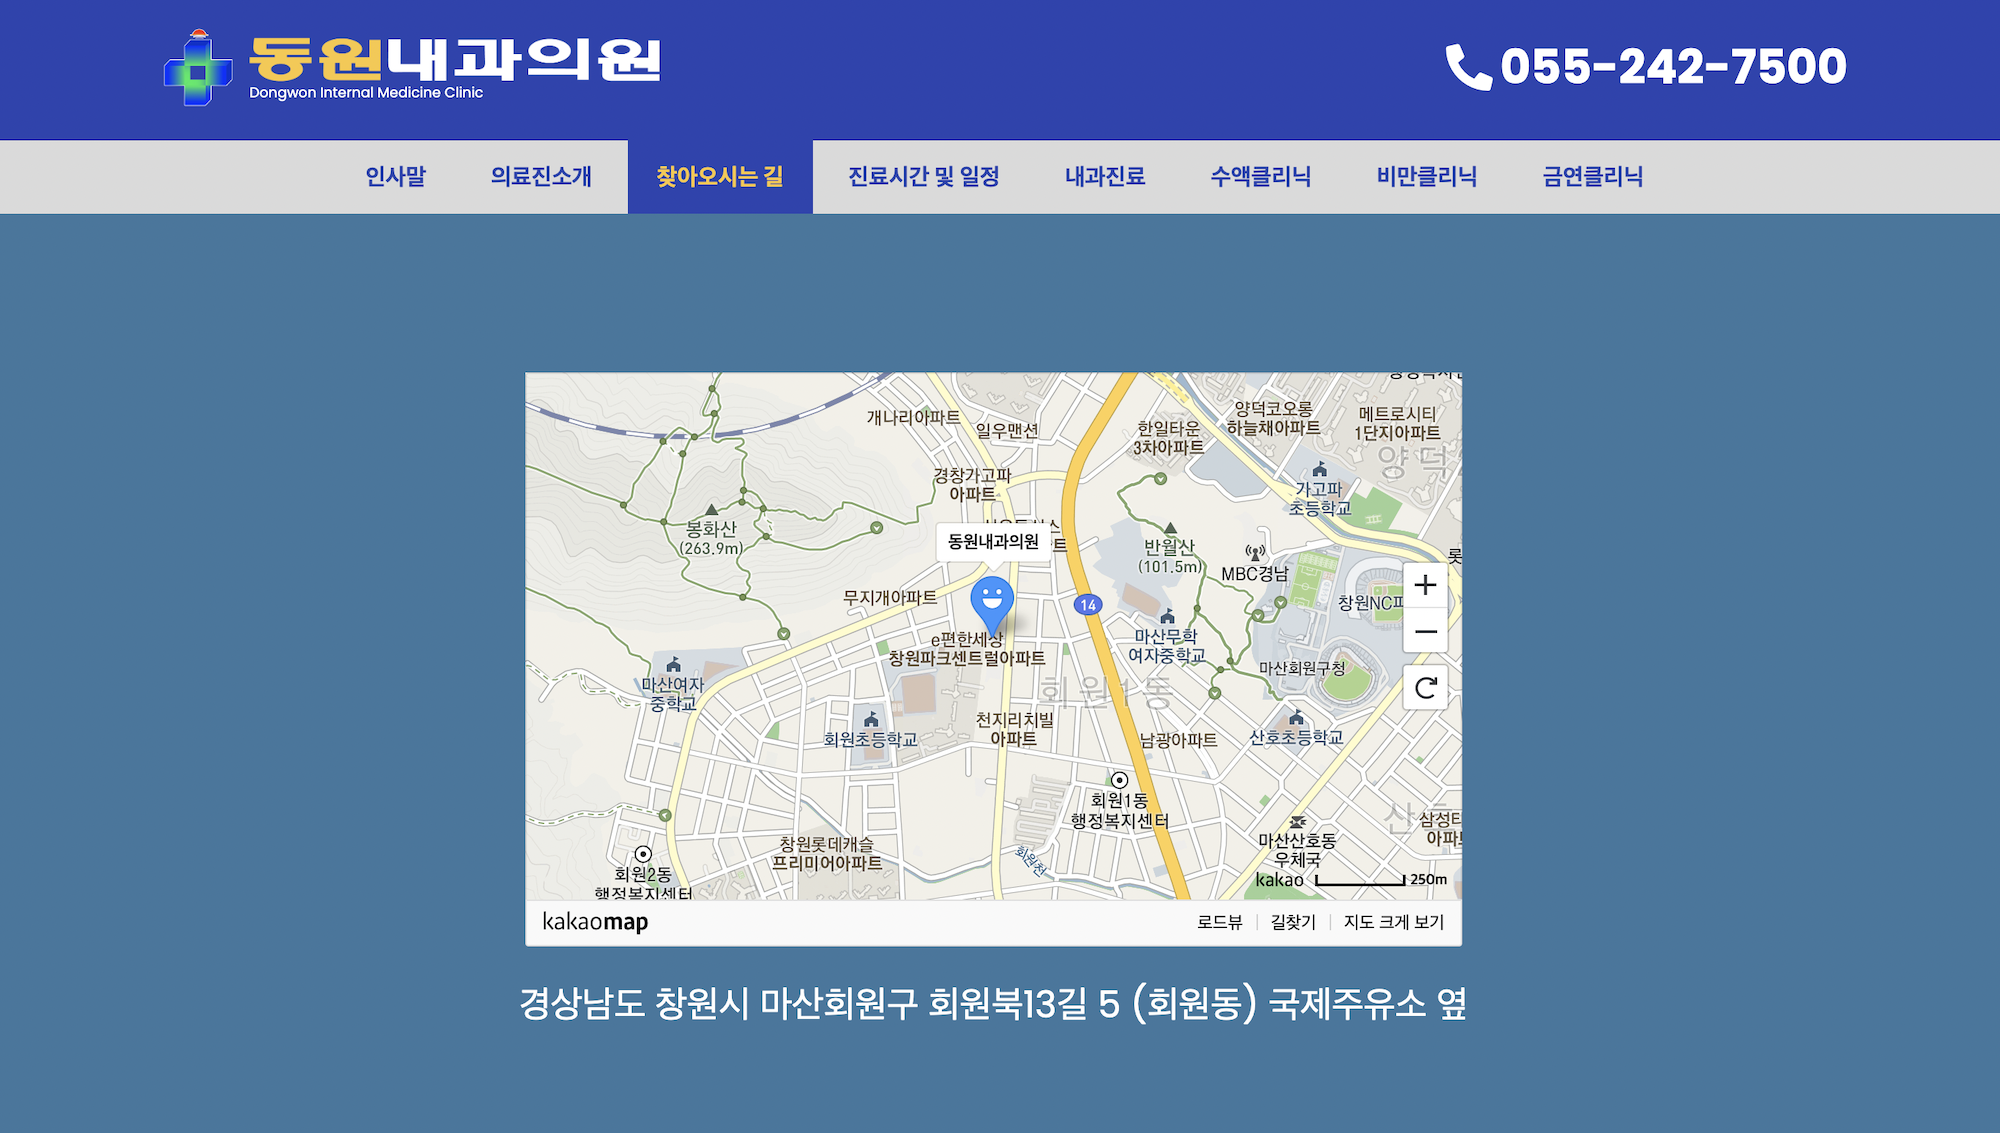 동원내과의원
Dongwon Internal Medicine Clinic
055-242-7500
인사말
의료진소개
찾아오시는 길
진료시간 및 일정
내과진료
수액클리닉
비만클리닉
금연클리닉
개나리아파트
일우맨션
한일타운
3차아파트
양덕코오롱
하늘채아파트
메트로시티
1단지아파트
양덕
경창가고파
아파트
가고파
초등학교
봉화산
(263.9m)
동원내과의원
반월산
(101.5m)
MBC경남
롯
창원NC파
무지개아파트
14
e편한세상
창원파크센트럴아파트
마산무학
여자중학교
마산회원구청
마산여자
중학교
회원1동
천지리치빌
아파트
회원초등학교
남광아파트
산호초등학교
회원1동
행정복지센터
산호
삼성타
아파트
마산산호동
우체국
창원롯데캐슬
프리미어아파트
회원천
회원2동
행정복지센터
kakao
250m
kakaomap
로드뷰
길찾기
지도 크게 보기
경상남도 창원시 마산회원구 회원북13길 5 (회원동) 국제주유소 옆